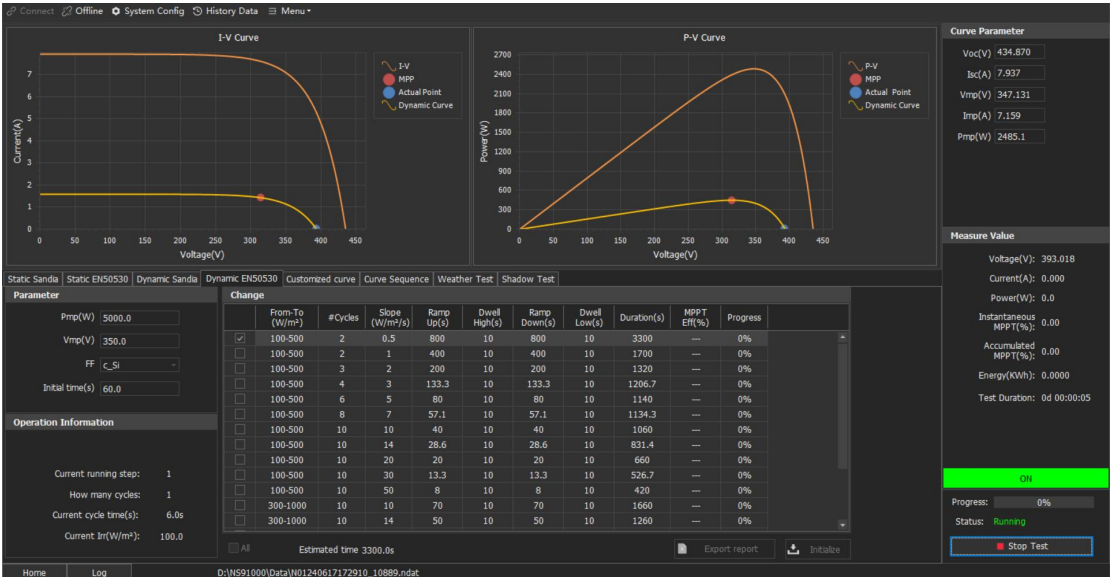 Connect Offline System Config History Data Menu
I-V Curve
Current(A)
7
6
5
4
3
2
1
0
0 50 100 150 200 250 300 350 400 450
Voltage(V)
I-V
MPP
Actual Point
Dynamic Curve
P-V Curve
Power(W)
2700
2400
2100
1800
1500
1200
900
600
300
0
0 50 100 150 200 250 300 350 400 450
Voltage(V)
P-V
MPP
Actual Point
Dynamic Curve
Curve Parameter
Voc(V) 434.870
Isc(A) 7.937
Vmp(V) 347.131
Imp(A) 7.159
Pmp(W) 2485.1
Measure Value
Voltage(V): 393.018
Current(A): 0.000
Power(W): 0.0
Instantaneous
MPPT(%): 0.00
Accumulated
MPPT(%): 0.00
Energy(KWh): 0.0000
Test Duration: 0d 00:00:05
ON
Progress: 0%
Status: Running
Stop Test
Static Sandia Static EN50530 Dynamic Sandia Dynamic EN50530 Customized curve Curve Sequence Weather Test Shadow Test
Parameter
Pmp(W) 5000.0
Vmp(V) 350.0
FF c_Si
Initial time(s) 60.0
Operation Information
Current running step: 1
How many cycles: 1
Current cycle time(s): 6.0s
Current Irr(W/m²): 100.0
Change
From-To (W/m²) #Cycles Slope (W/m²/s) Ramp Up(s) Dwell High(s) Ramp Down(s) Dwell Low(s) Duration(s) MPPT Eff(%) Progress
100-500 2 0.5 800 10 800 10 3300 --- 0%
100-500 2 1 400 10 400 10 1700 --- 0%
100-500 3 2 200 10 200 10 1320 --- 0%
100-500 4 3 133.3 10 133.3 10 1206.7 --- 0%
100-500 6 5 80 10 80 10 1140 --- 0%
100-500 8 7 57.1 10 57.1 10 1134.3 --- 0%
100-500 10 10 40 10 40 10 1060 --- 0%
100-500 10 14 28.6 10 28.6 10 831.4 --- 0%
100-500 10 20 20 10 20 10 660 --- 0%
100-500 10 30 13.3 10 13.3 10 526.7 --- 0%
100-500 10 50 8 10 8 10 420 --- 0%
300-1000 10 10 70 10 70 10 1660 --- 0%
300-1000 10 14 50 10 50 10 1260 --- 0%
All Estimated time 3300.0s Export report Initialize
Home Log D:\NS91000\Data\N01240617172910_10889.ndat